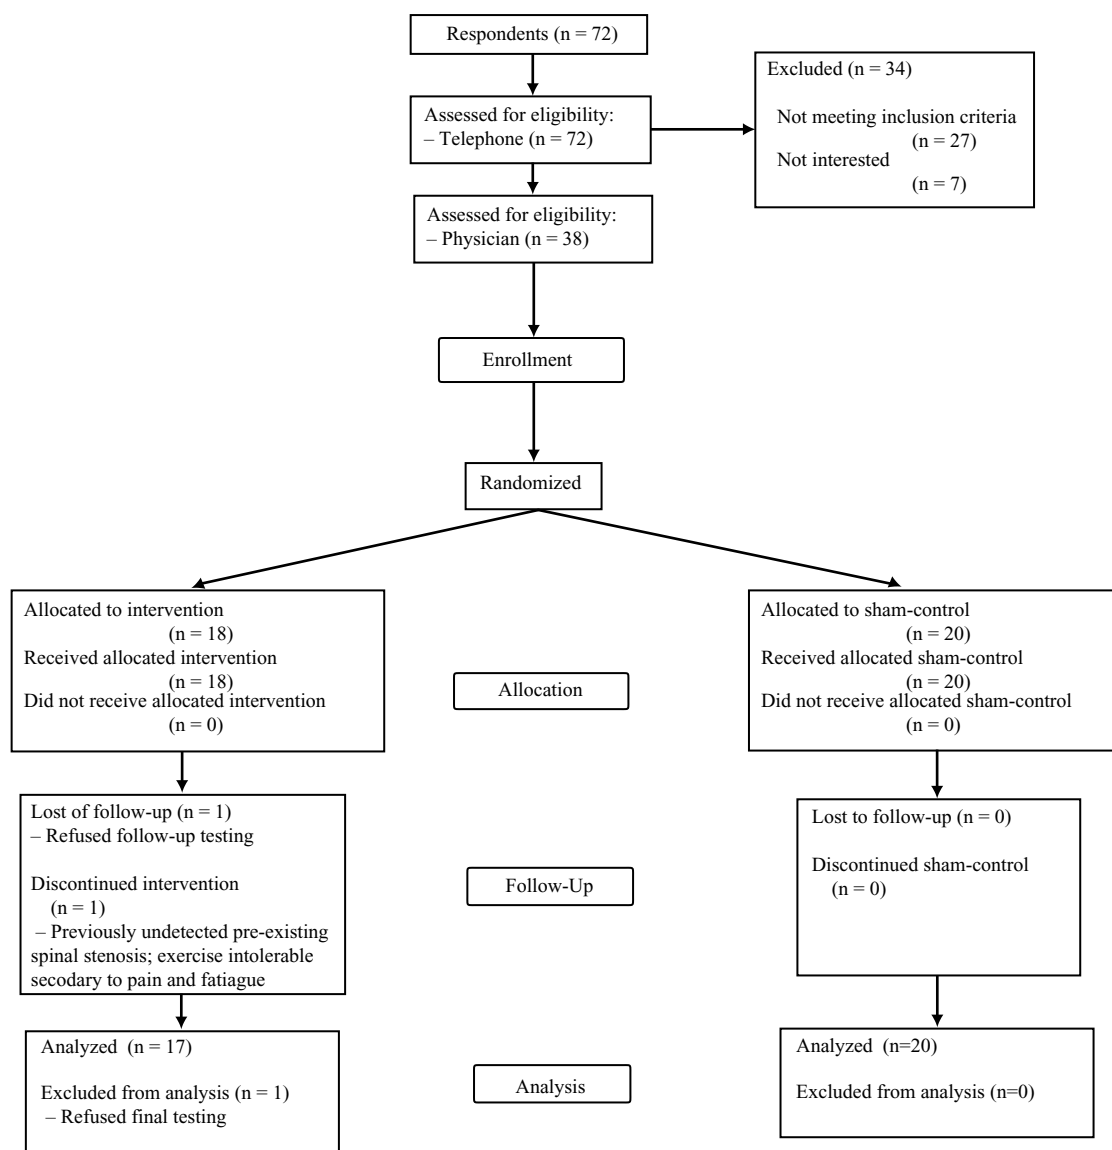 Respondents (n = 72)
Assessed for eligibility:
– Telephone (n = 72)
Excluded (n = 34)
Not meeting inclusion criteria
(n = 27)
Not interested
(n = 7)
Assessed for eligibility:
– Physician (n = 38)
Enrollment
Randomized
Allocated to intervention
(n = 18)
Received allocated intervention
(n = 18)
Did not receive allocated intervention
(n = 0)
Allocation
Allocated to sham-control
(n = 20)
Received allocated sham-control
(n = 20)
Did not receive allocated sham-control
(n = 0)
Lost of follow-up (n = 1)
– Refused follow-up testing
Discontinued intervention
(n = 1)
– Previously undetected pre-existing
spinal stenosis; exercise intolerable
secodary to pain and fatiague
Follow-Up
Lost to follow-up (n = 0)
Discontinued sham-control
(n = 0)
Analyzed (n = 17)
Excluded from analysis (n = 1)
– Refused final testing
Analysis
Analyzed (n=20)
Excluded from analysis (n=0)